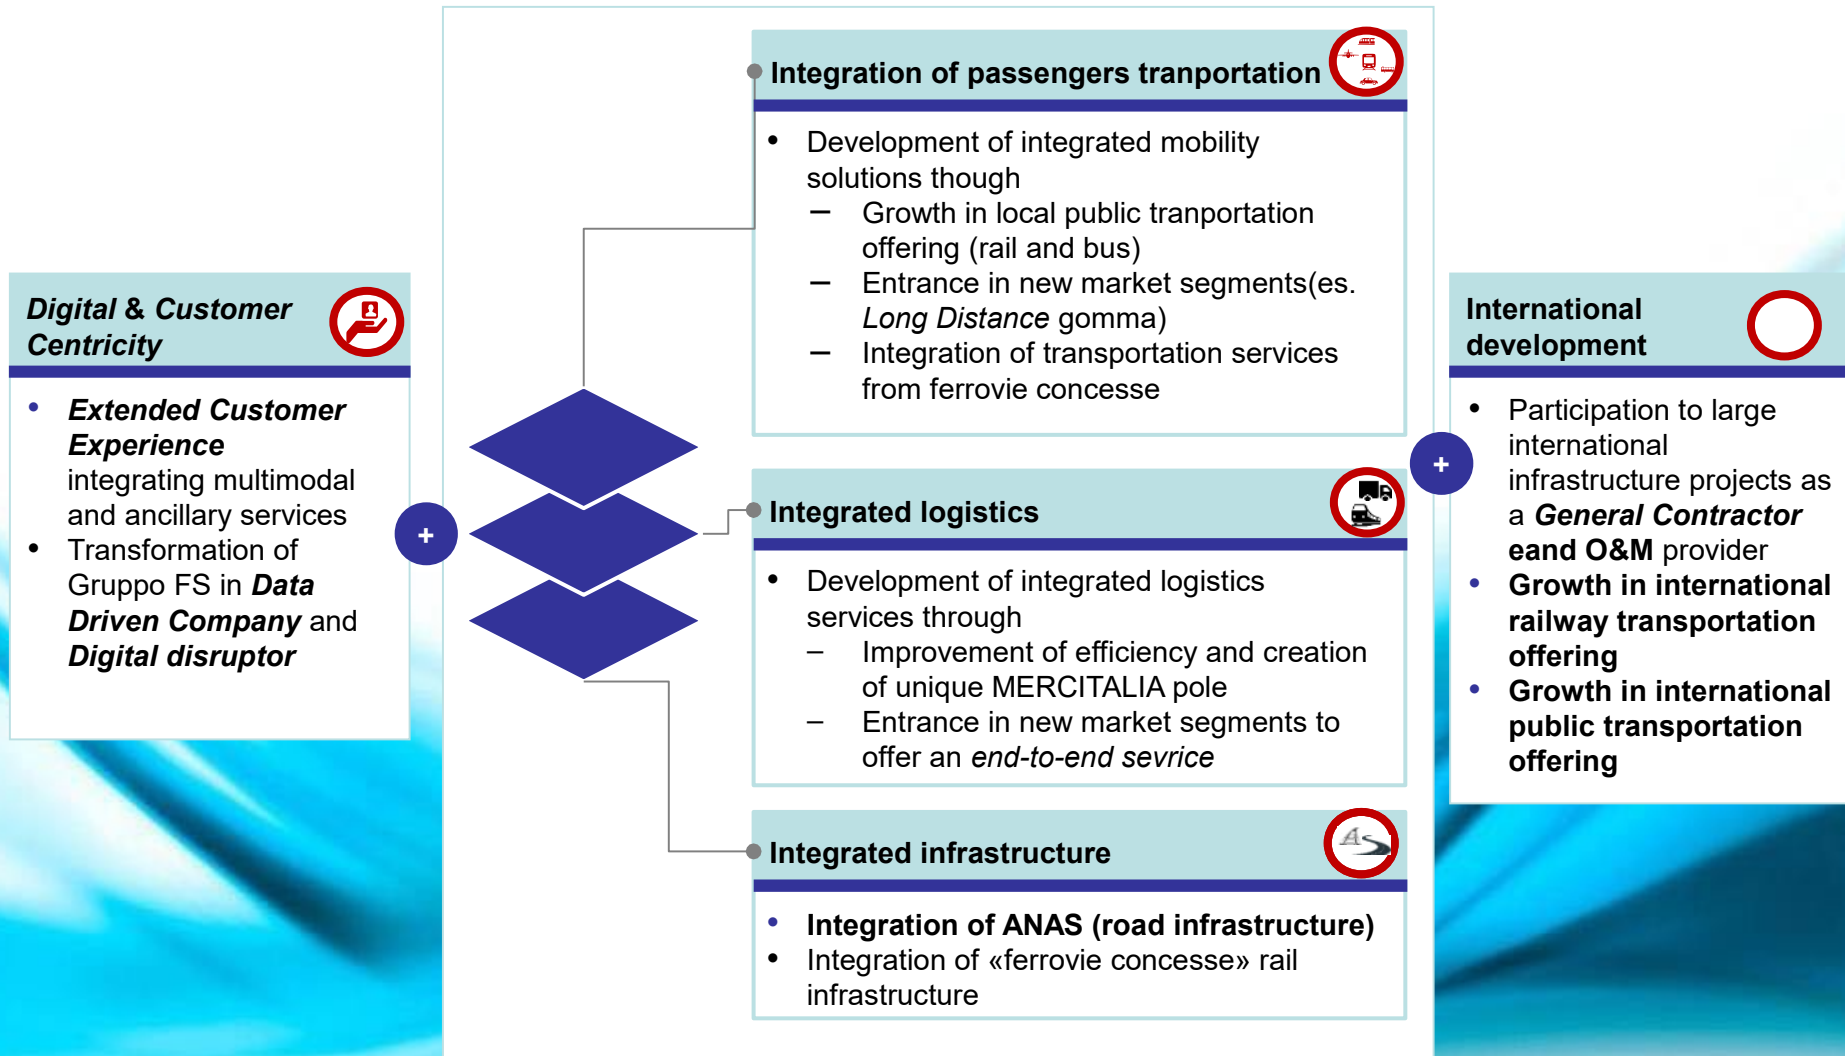 Digital & Customer
Centricity
• Extended Customer
Experience
integrating multimodal
and ancillary services
• Transformation of
Gruppo FS in Data
Driven Company and
Digital disruptor
+
Integration of passengers tranportation
• Development of integrated mobility
solutions though
– Growth in local public tranportation
offering (rail and bus)
– Entrance in new market segments(es.
Long Distance gomma)
– Integration of transportation services
from ferrovie concesse
Integrated logistics
• Development of integrated logistics
services through
– Improvement of efficiency and creation
of unique MERCITALIA pole
– Entrance in new market segments to
offer an end-to-end sevrice
Integrated infrastructure
AS
• Integration of ANAS (road infrastructure)
• Integration of «ferrovie concesse» rail
infrastructure
+
International
development
• Participation to large
international
infrastructure projects as
a General Contractor
eand O&M provider
• Growth in international
railway transportation
offering
• Growth in international
public transportation
offering